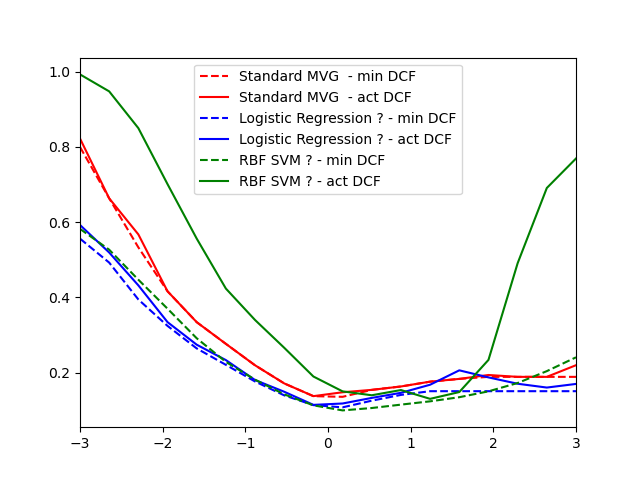 1.0
0.8
0.6
0.4
0.2
Standard MVG  - min DCF
Standard MVG  - act DCF
Logistic Regression ? - min DCF
Logistic Regression ? - act DCF
RBF SVM ? - min DCF
RBF SVM ? - act DCF
−3 −2 −1 0 1 2 3